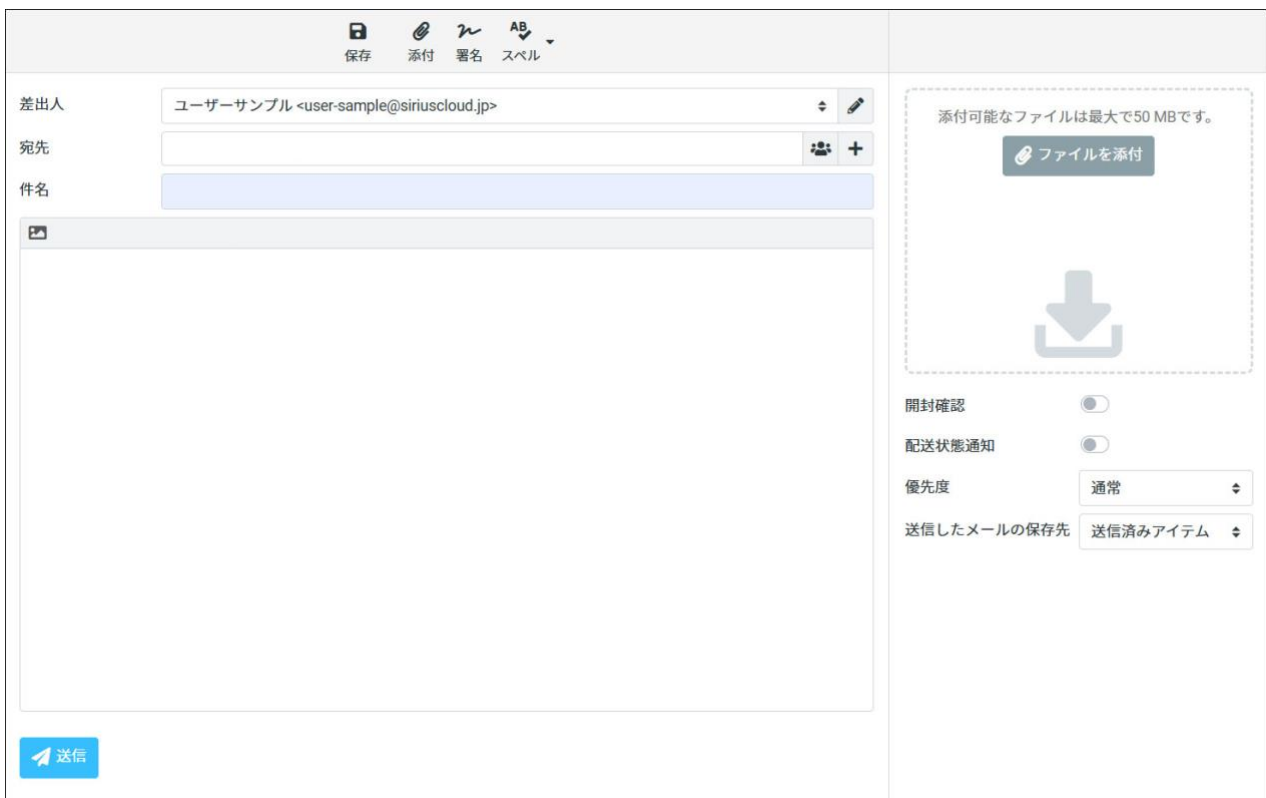 保存 添付 署名 スペル
差出人 ユーザーサンプル <user-sample@siriuscloud.jp>
宛先
件名
送信
添付可能なファイルは最大で50 MBです。
ファイルを添付
開封確認
配送状態通知
優先度 通常
送信したメールの保存先 送信済みアイテム